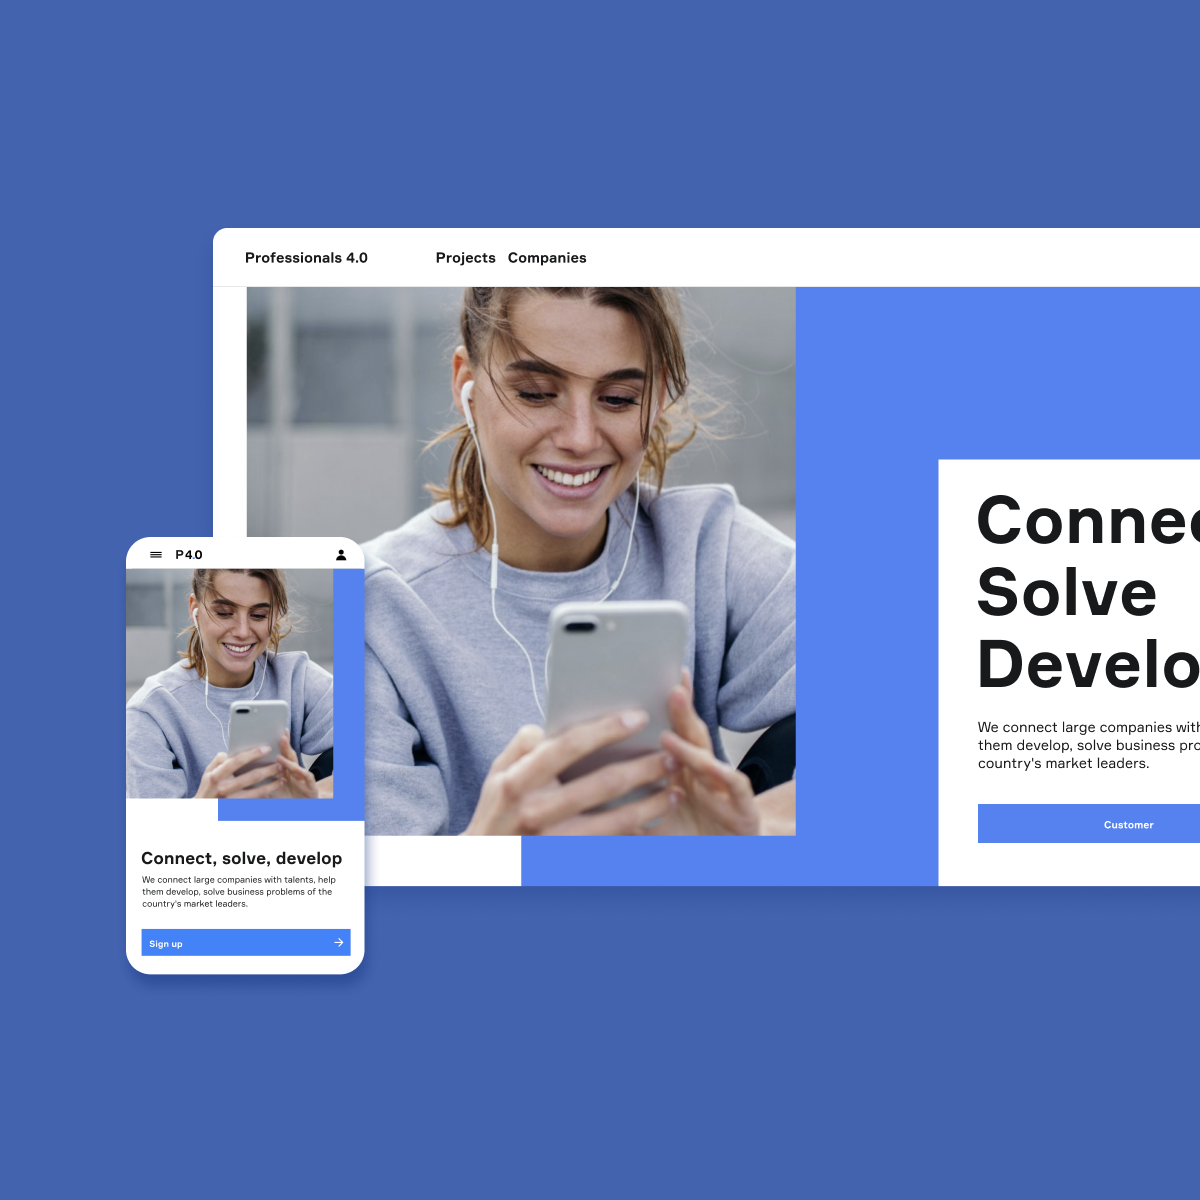 Professionals 4.0 Projects Companies
Connec
Solve
Develo
We connect large companies with
them develop, solve business pro
country's market leaders.
Customer
P4.0
Connect, solve, develop
We connect large companies with talents, help
them develop, solve business problems of the
country's market leaders.
Sign up